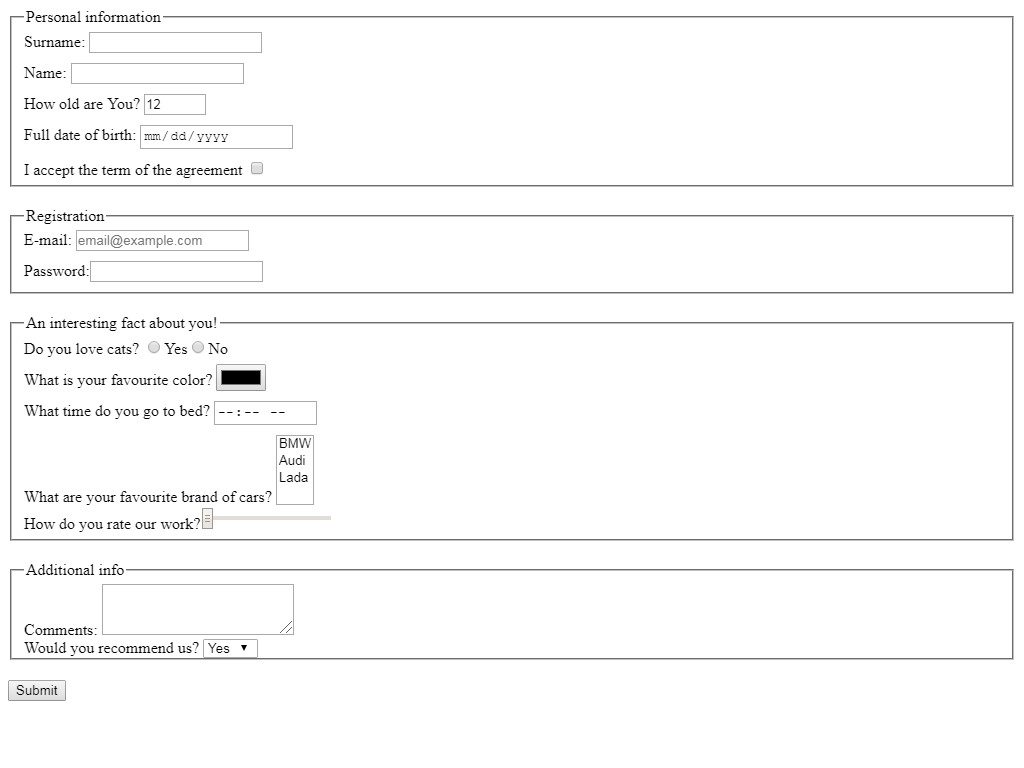 Personal information
Surname:
Name:
How old are You? 12
Full date of birth: mm/dd/yyyy
I accept the term of the agreement
Registration
E-mail: email@example.com
Password:
An interesting fact about you!
Do you love cats? Yes No
What is your favourite color?
What time do you go to bed? --:-- --
BMW
Audi
Lada
What are your favourite brand of cars?
How do you rate our work?
Additional info
Comments:
Would you recommend us? Yes
Submit